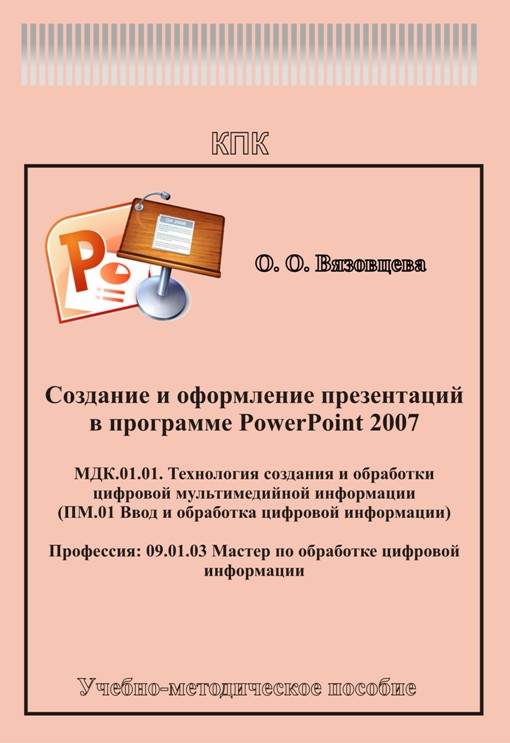 КПК
О. О. Вязовцева
P
Создание и оформление презентаций
в программе PowerPoint 2007
МДК.01.01. Технология создания и обработки
цифровой мультимедийной информации
(ПМ.01 Ввод и обработка цифровой информации)
Профессия: 09.01.03 Мастер по обработке цифровой
информации
Учебно-методическое пособие